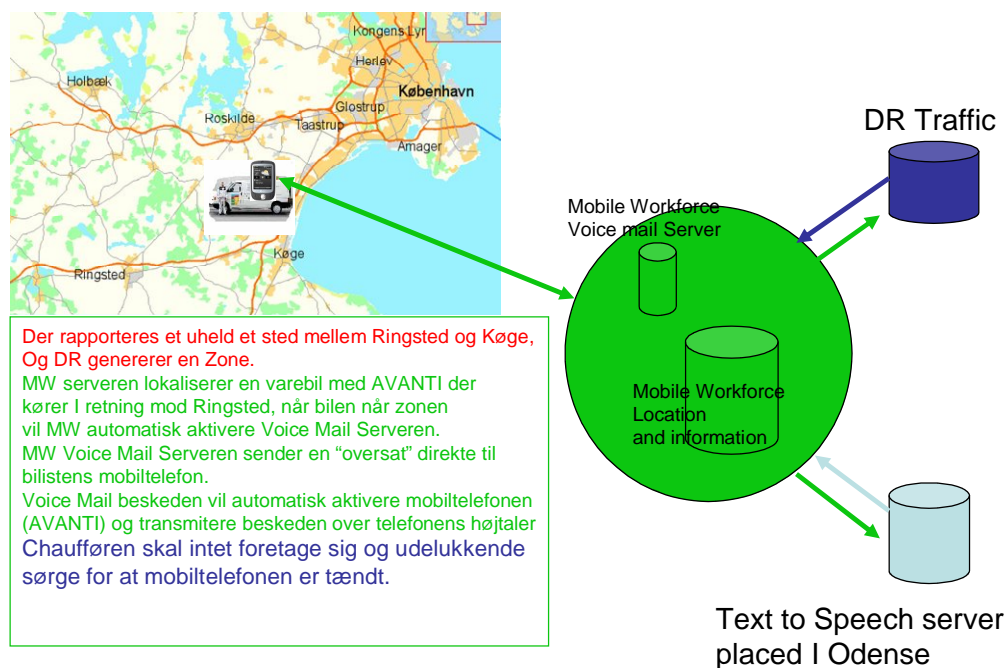 Kongens Lyr
Herlev
Holbæk
København
Glostrup
Roskilde
Taastrup
Amager
Køge
Ringsted
DR Traffic
Mobile Workforce
Voice mail Server
Mobile Workforce
Location
and information
Der rapporteres et uheld et sted mellem Ringsted og Køge,
Og DR genererer en Zone.
MW serveren lokaliserer en varebil med AVANTI der
kører I retning mod Ringsted, når bilen når zonen
vil MW automatisk aktivere Voice Mail Serveren.
MW Voice Mail Serveren sender en “oversat” direkte til
bilistens mobiltelefon.
Voice Mail beskeden vil automatisk aktivere mobiltelefonen
(AVANTI) og transmitere beskeden over telefonens højtaler
Chaufføren skal intet foretage sig og udelukkende
sørge for at mobiltelefonen er tændt.
Text to Speech server
placed I Odense